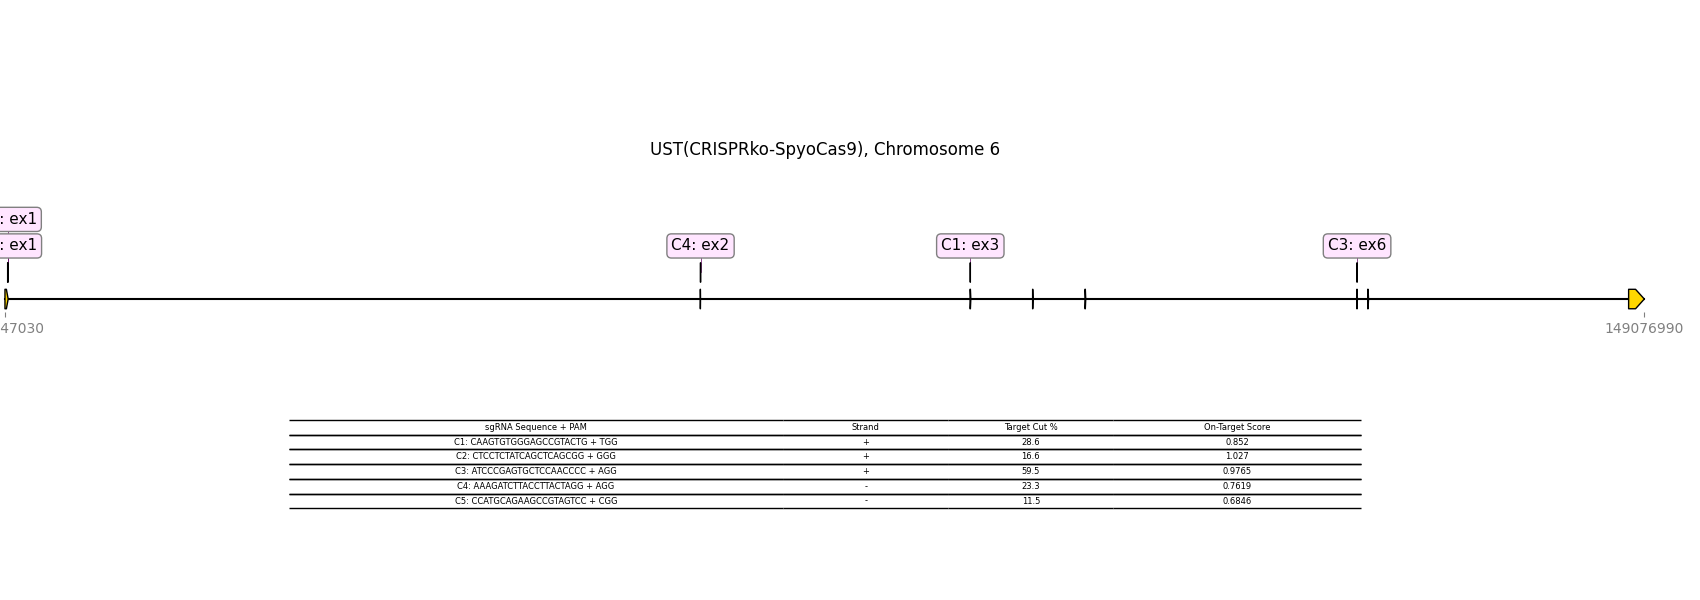 UST(CRISPRko-SpyoCas9), Chromosome 6
: ex1
: ex1
C4: ex2
C1: ex3
C3: ex6
47030
149076990
sgRNA Sequence + PAM Strand Target Cut % On-Target Score
C1: CAAGTGTGGGAGCCGTACTG + TGG + 28.6 0.852
C2: CTCCTCTATCAGCTCAGCGG + GGG + 16.6 1.027
C3: ATCCCGAGTGCTCCAACCCC + AGG + 59.5 0.9765
C4: AAAGATCTTACCTTACTAGG + AGG - 23.3 0.7619
C5: CCATGCAGAAGCCGTAGTCC + CGG - 11.5 0.6846